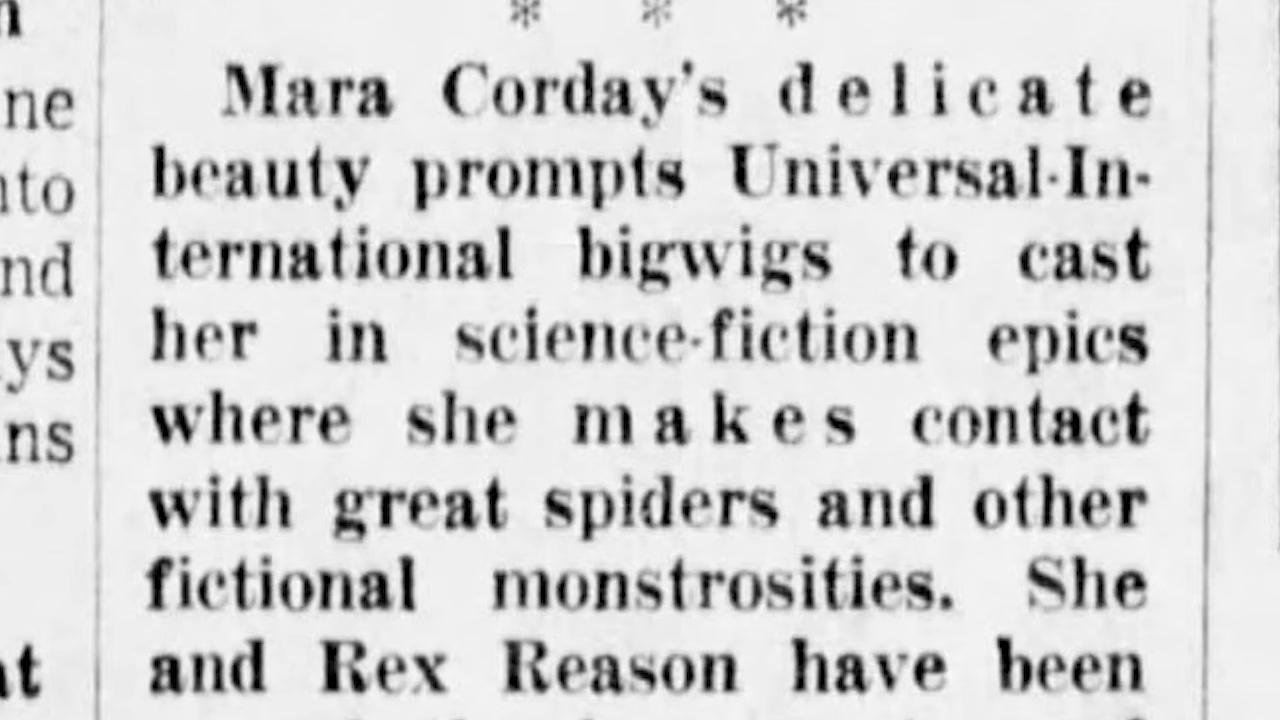 * * *
Mara Corday's delicate
beauty prompts Universal-In-
ternational bigwigs to cast
her in science-fiction epics
where she makes contact
with great spiders and other
fictional monstrosities. She
and Rex Reason have been